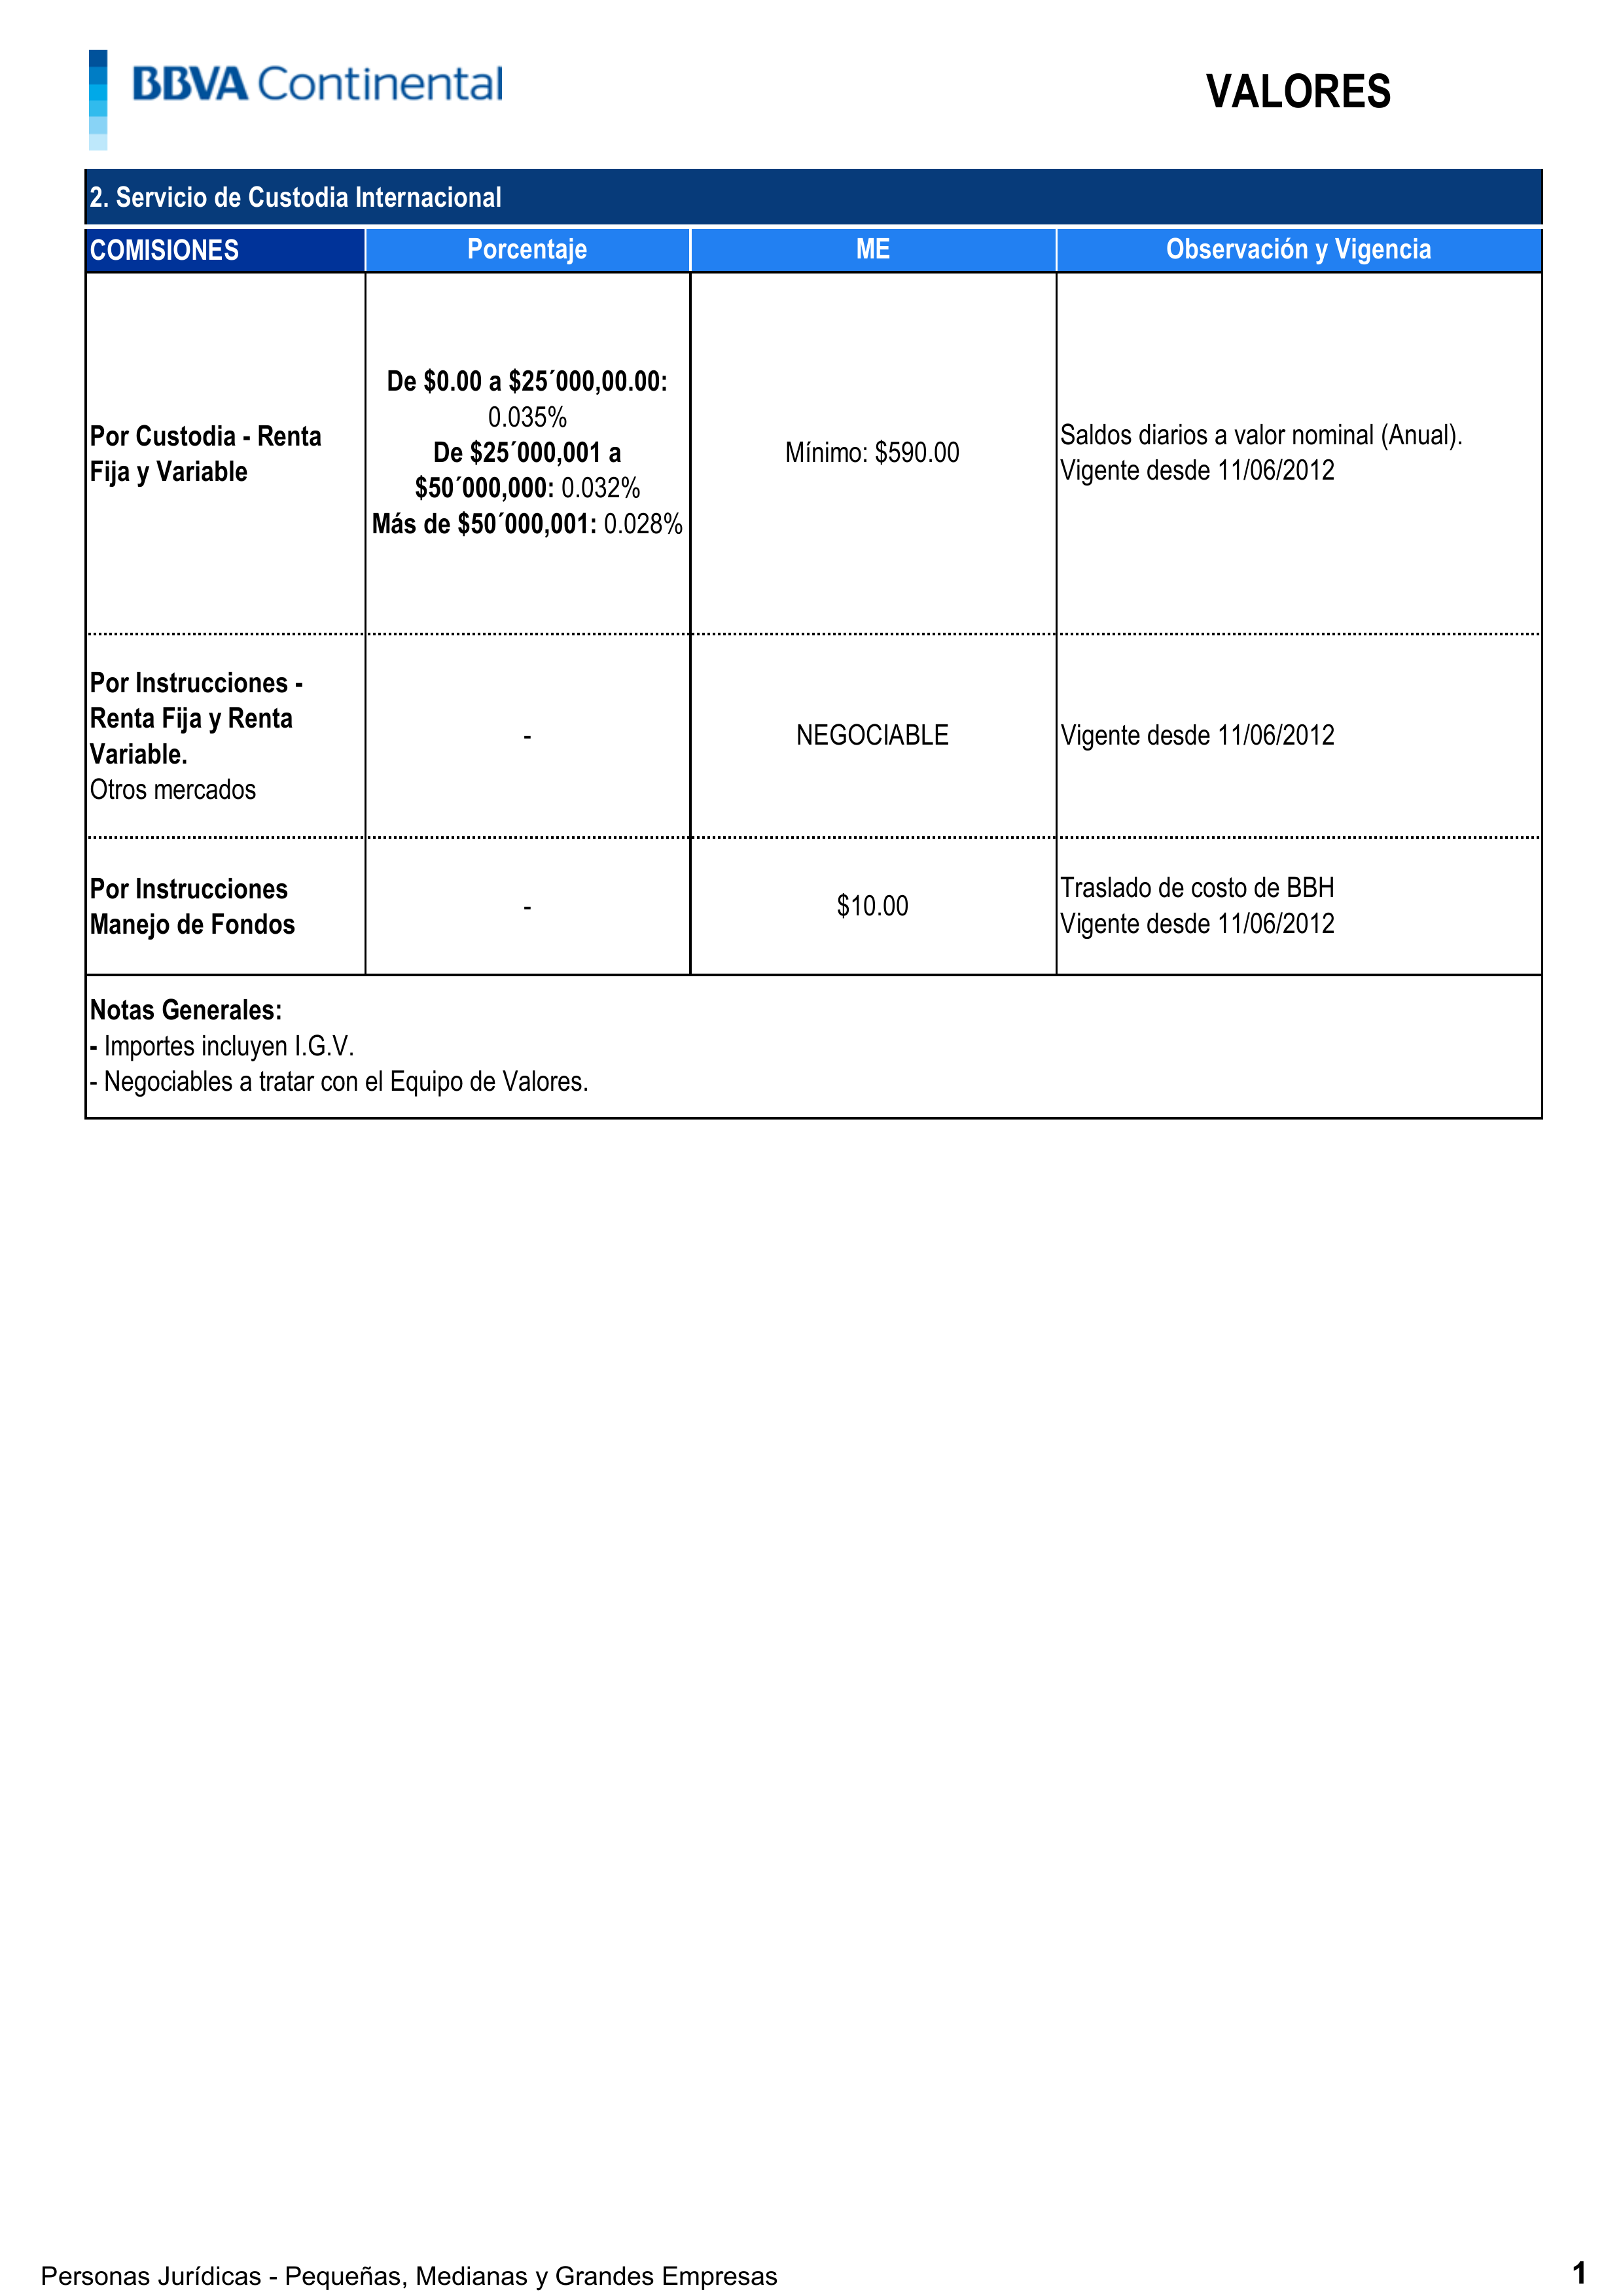 BBVA Continental
VALORES
2. Servicio de Custodia Internacional
COMISIONES
Porcentaje
ME
Observación y Vigencia
Por Custodia - Renta
Fija y Variable
De $0.00 a $25´000,00.00:
0.035%
De $25´000,001 a
$50´000,000: 0.032%
Más de $50´000,001: 0.028%
Mínimo: $590.00
Saldos diarios a valor nominal (Anual).
Vigente desde 11/06/2012
Por Instrucciones -
Renta Fija y Renta
Variable.
Otros mercados
-
NEGOCIABLE
Vigente desde 11/06/2012
Por Instrucciones
Manejo de Fondos
-
$10.00
Traslado de costo de BBH
Vigente desde 11/06/2012
Notas Generales:
- Importes incluyen I.G.V.
- Negociables a tratar con el Equipo de Valores.
Personas Jurídicas - Pequeñas, Medianas y Grandes Empresas
1